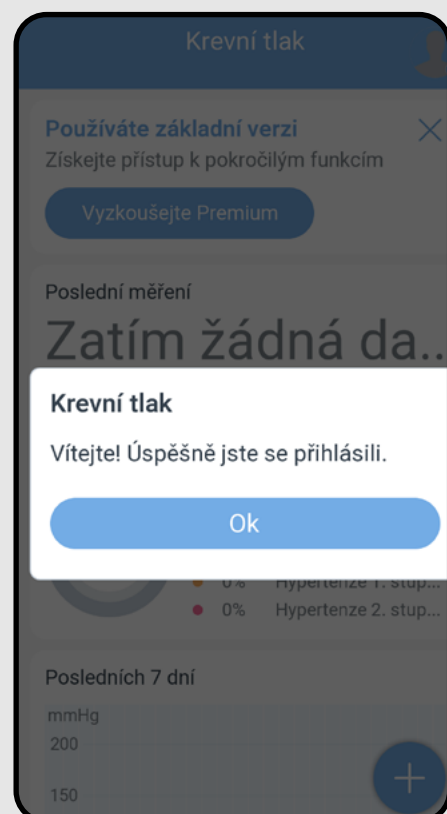 Krevní tlak
Používáte základní verzi
Získejte přístup k pokročilým funkcím
Vyzkoušejte Premium
Poslední měření
Zatím žádná da..
Krevní tlak
Vítejte! Úspěšně jste se přihlásili.
Ok
0% Hypertenze 1. stup...
0% Hypertenze 2. stup...
Posledních 7 dní
mmHg
200
150